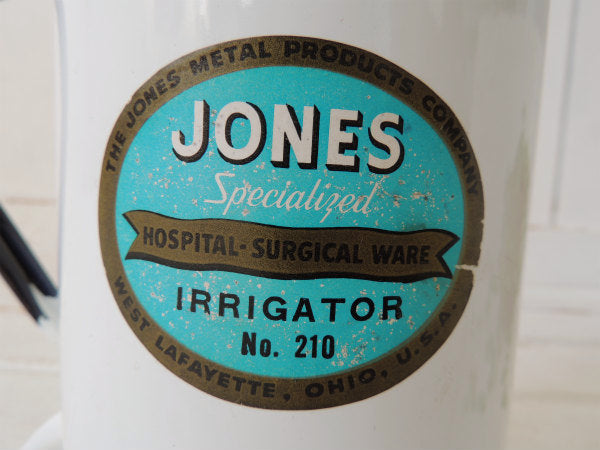 THE JONES METAL PRODUCTS COMPANY
JONES
Specialized
HOSPITAL-SURGICAL WARE
IRRIGATOR
No. 210
WEST LAFAYETTE, OHIO, U.S.A.